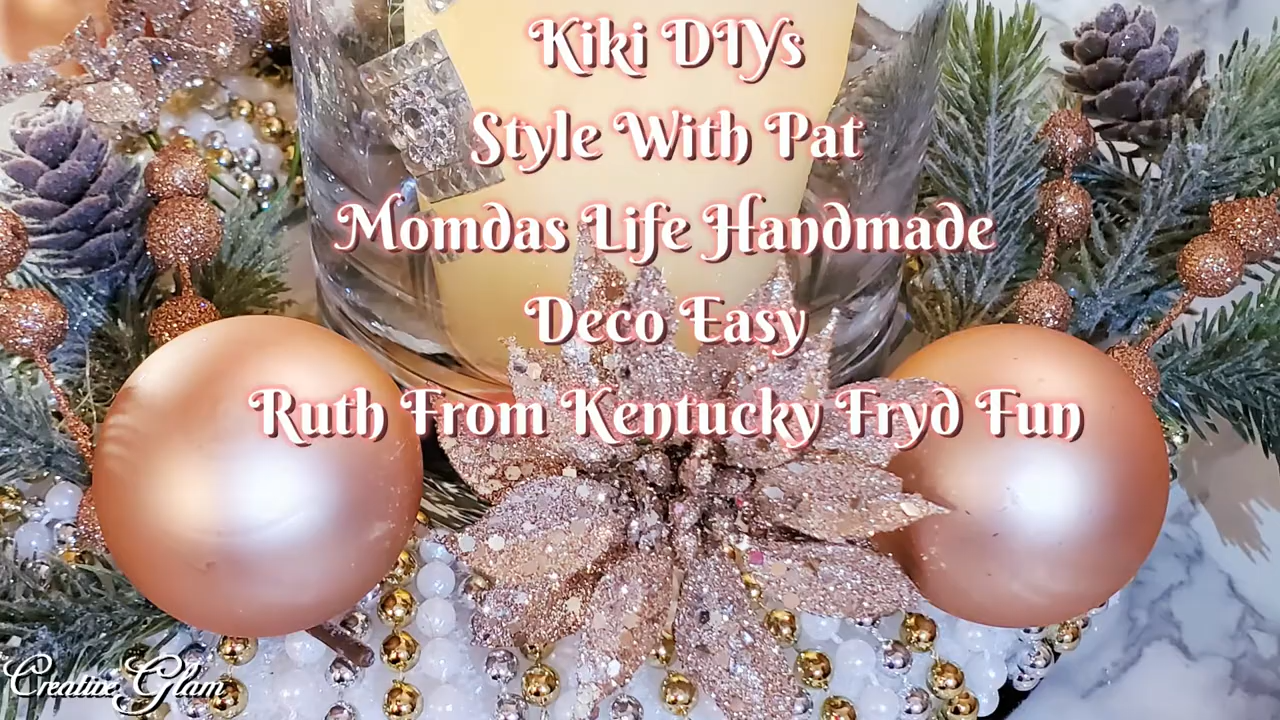 Kiki DIYs
Style With Pat
Momdas Life Handmade
Deco Easy
Ruth From Kentucky Fryd Fun
Creative Glam